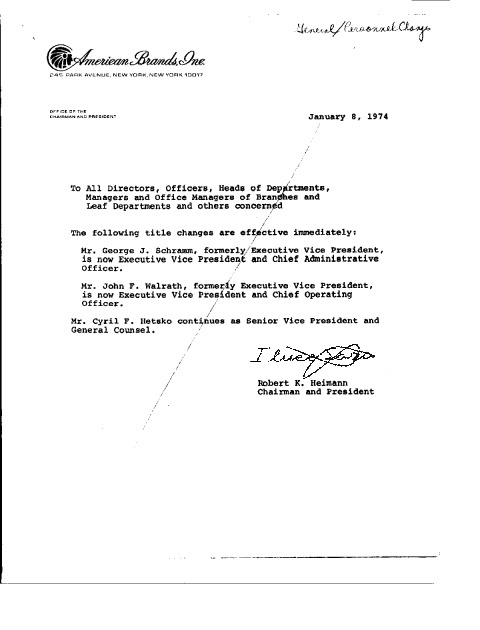 General/Personnel Changes
American Brands, Inc.
245 PARK AVENUE, NEW YORK, NEW YORK 10017
OFFICE OF THE
CHAIRMAN AND PRESIDENT
January 8, 1974
To All Directors, Officers, Heads of Departments,
Managers and Office Managers of Branches and
Leaf Departments and others concerned
The following title changes are effective immediately:
Mr. George J. Schramm, formerly Executive Vice President,
is now Executive Vice President and Chief Administrative
Officer.
Mr. John F. Walrath, formerly Executive Vice President,
is now Executive Vice President and Chief Operating
Officer.
Mr. Cyril F. Hetsko continues as Senior Vice President and
General Counsel.
Robert K. Heimann
Chairman and President